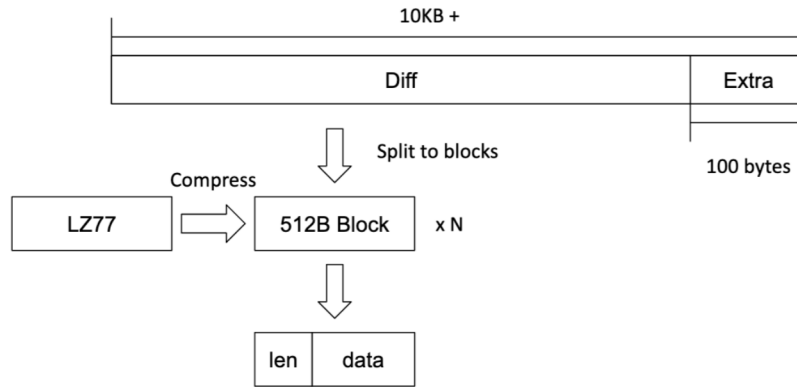 10KB +
Diff
Extra
Split to blocks
100 bytes
Compress
LZ77
512B Block
x N
len
data